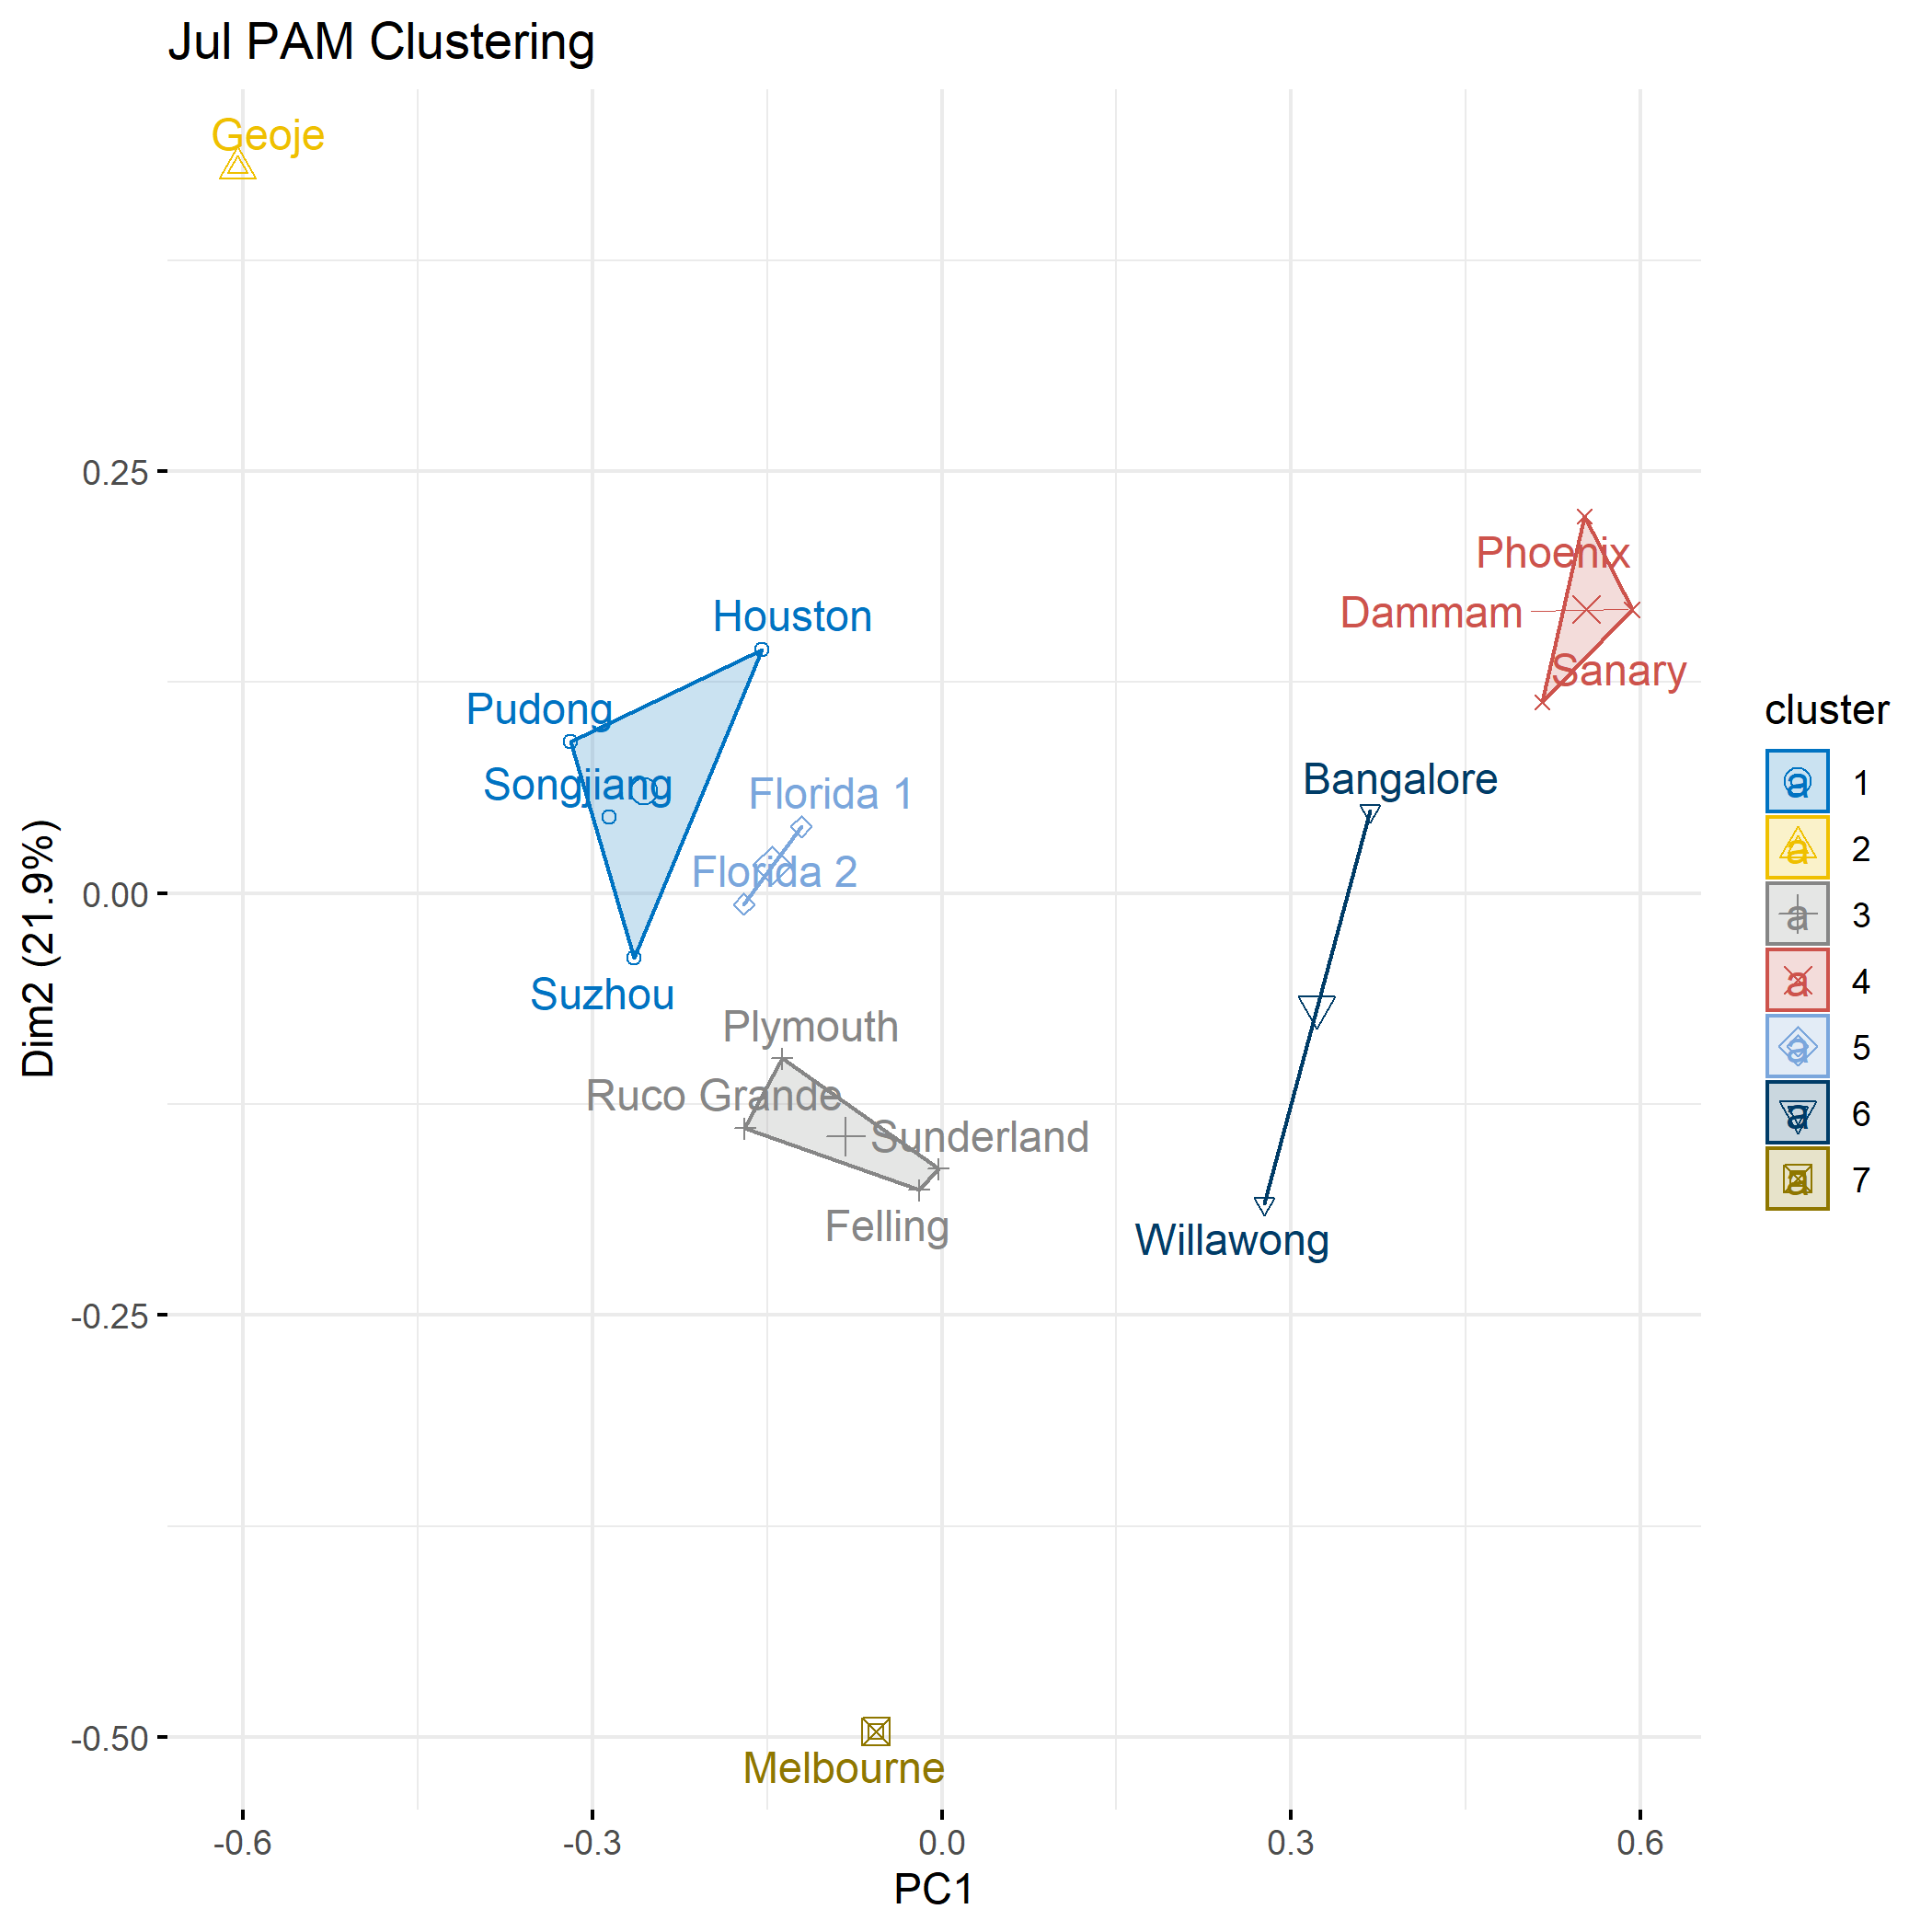 Jul PAM Clustering
Geoje
0.25
Phoenix
Dammam
Houston
Sanary
Pudong
cluster
Songjiang
Florida 1
Bangalore
a 1
a 2
Florida 2
0.00
a 3
Dim2 (21.9%)
a 4
Suzhou
Plymouth
a 5
Ruco Grande
a 6
Sunderland
a 7
Felling
Willawong
-0.25
-0.50
Melbourne
-0.6 -0.3 0.0 0.3 0.6
PC1